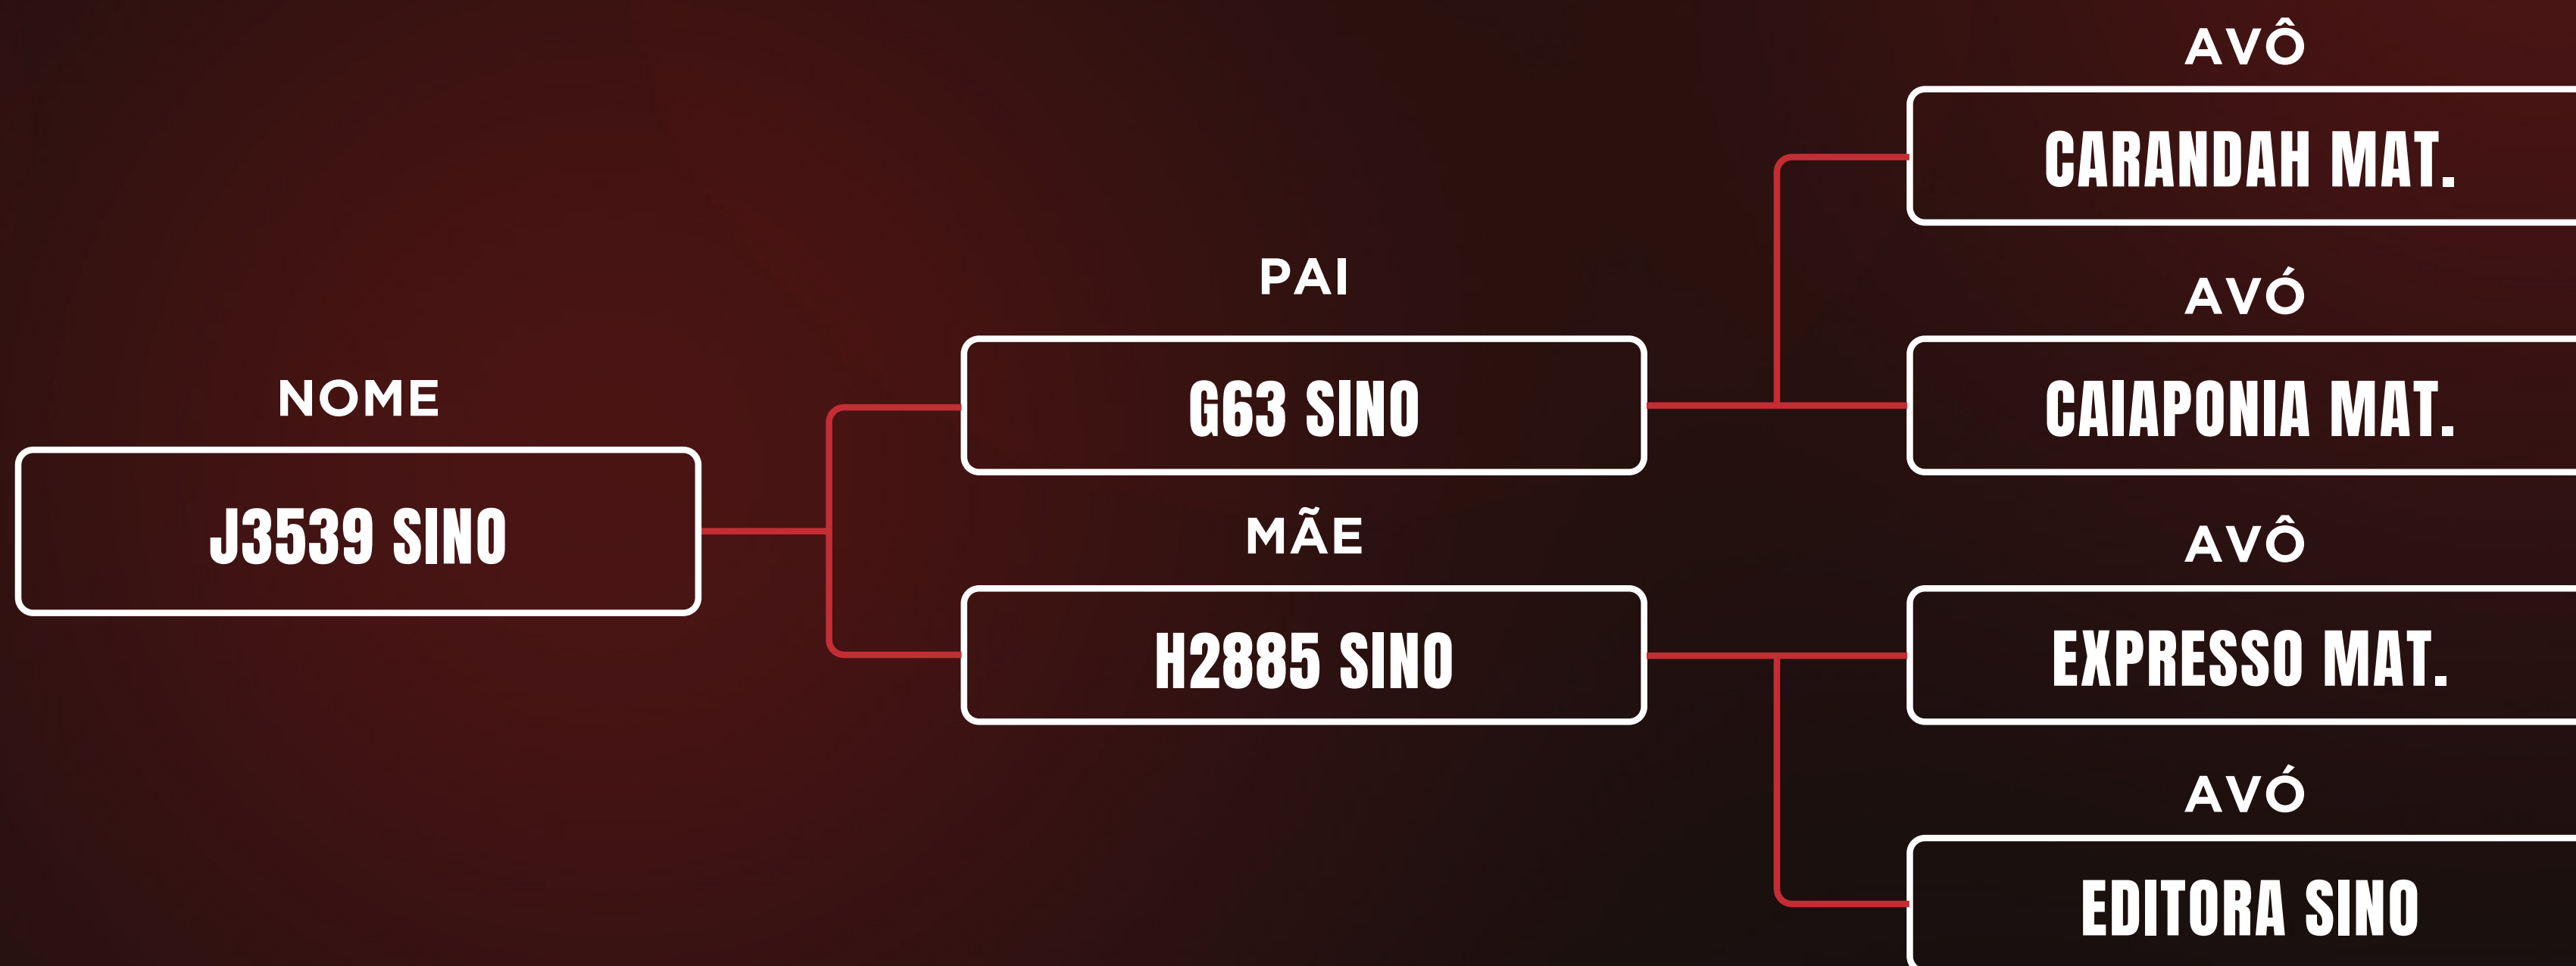 NOME
J3539 SINO
PAI
G63 SINO
MÃE
H2885 SINO
AVÔ
CARANDAH MAT.
AVÓ
CAIAPONIA MAT.
AVÔ
EXPRESSO MAT.
AVÓ
EDITORA SINO